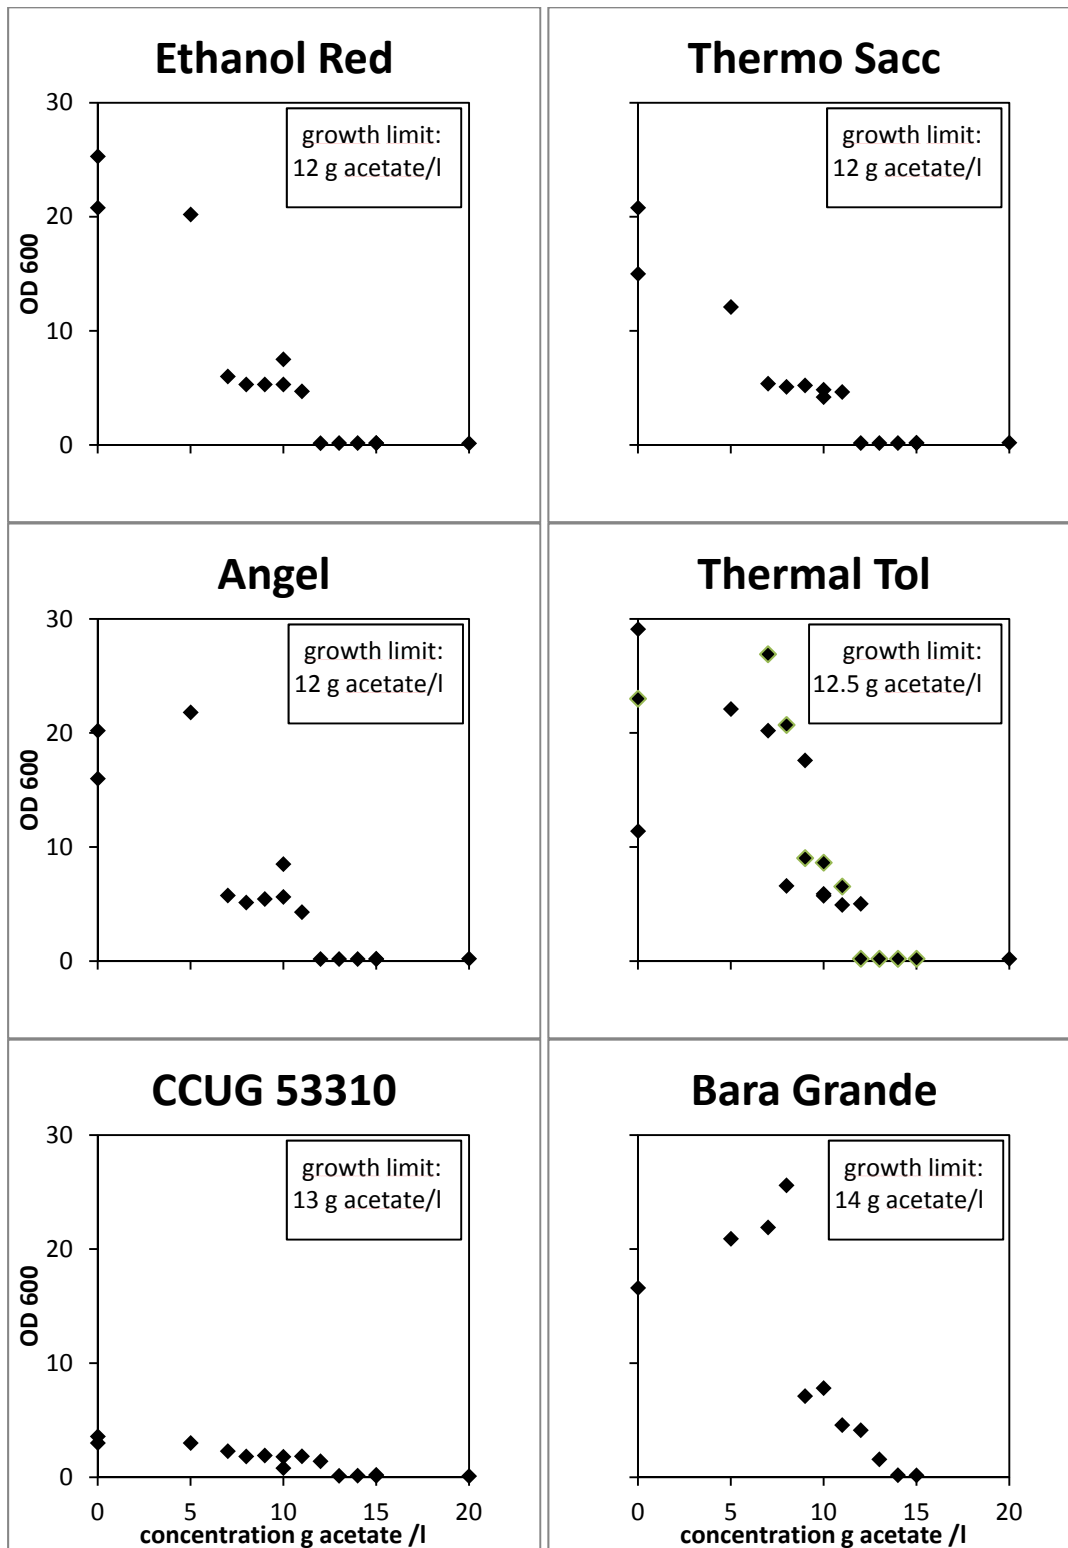 Ethanol Red
growth limit:
12 g acetate/l
30
20
10
0
OD 600
Thermo Sacc
growth limit:
12 g acetate/l
Angel
growth limit:
12 g acetate/l
30
20
10
0
OD 600
Thermal Tol
growth limit:
12.5 g acetate/l
CCUG 53310
growth limit:
13 g acetate/l
30
20
10
0
OD 600
0 5 10 15 20
concentration g acetate /l
Bara Grande
growth limit:
14 g acetate/l
0 5 10 15 20
concentration g acetate /l